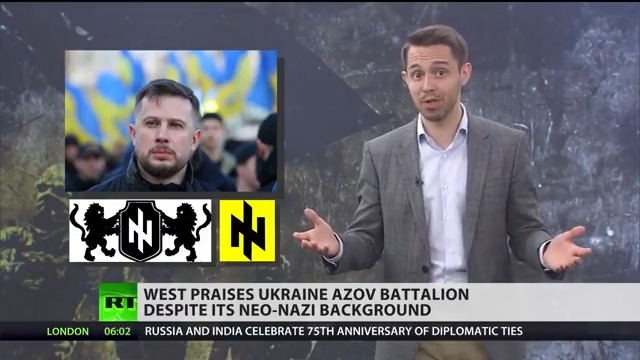 RT
WEST PRAISES UKRAINE AZOV BATTALION
DESPITE ITS NEO-NAZI BACKGROUND
LONDON 06:02 RUSSIA AND INDIA CELEBRATE 75TH ANNIVERSARY OF DIPLOMATIC TIES